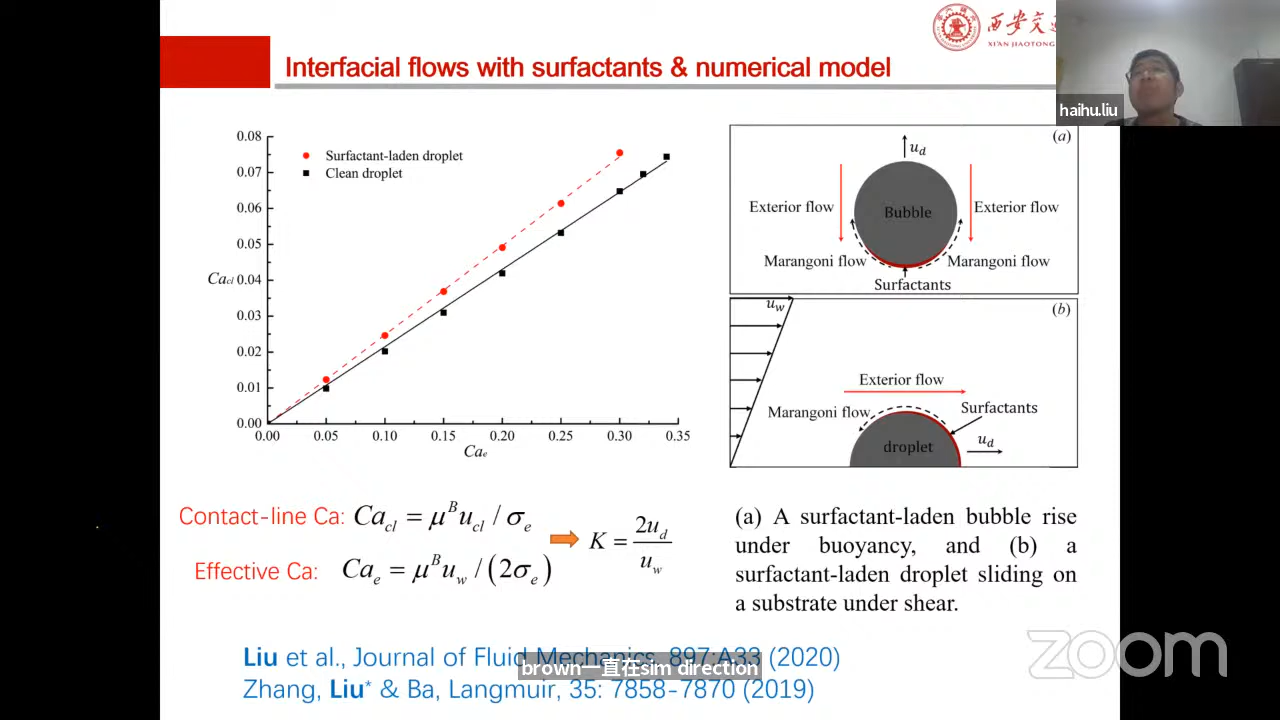 西安交
XI'AN JIAOTONG
haihu.liu
Interfacial flows with surfactants & numerical model
0.08
0.07
0.06
0.05
0.04
0.03
0.02
0.01
0.00
Ca_cl
Surfactant-laden droplet
Clean droplet
0.00 0.05 0.10 0.15 0.20 0.25 0.30 0.35
Ca_e
(a)
u_d
Exterior flow
Bubble
Exterior flow
Marangoni flow
Marangoni flow
Surfactants
u_w
(b)
Exterior flow
Marangoni flow
Surfactants
droplet
u_d
Contact-line Ca: Ca_cl = μ^B u_cl / σ_e
Effective Ca: Ca_e = μ^B u_w / (2σ_e)
K = 2u_d / u_w
(a) A surfactant-laden bubble rise
under buoyancy, and (b) a
surfactant-laden droplet sliding on
a substrate under shear.
Liu et al., Journal of Fluid Mechanics, 897:A33 (2020)
brown一直在sim direction
Zhang, Liu* & Ba, Langmuir, 35: 7858-7870 (2019)
zoom